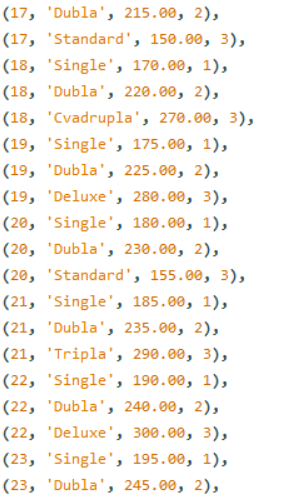 (17, 'Dubla', 215.00, 2),
(17, 'Standard', 150.00, 3),
(18, 'Single', 170.00, 1),
(18, 'Dubla', 220.00, 2),
(18, 'Cvadrupla', 270.00, 3),
(19, 'Single', 175.00, 1),
(19, 'Dubla', 225.00, 2),
(19, 'Deluxe', 280.00, 3),
(20, 'Single', 180.00, 1),
(20, 'Dubla', 230.00, 2),
(20, 'Standard', 155.00, 3),
(21, 'Single', 185.00, 1),
(21, 'Dubla', 235.00, 2),
(21, 'Tripla', 290.00, 3),
(22, 'Single', 190.00, 1),
(22, 'Dubla', 240.00, 2),
(22, 'Deluxe', 300.00, 3),
(23, 'Single', 195.00, 1),
(23, 'Dubla', 245.00, 2),